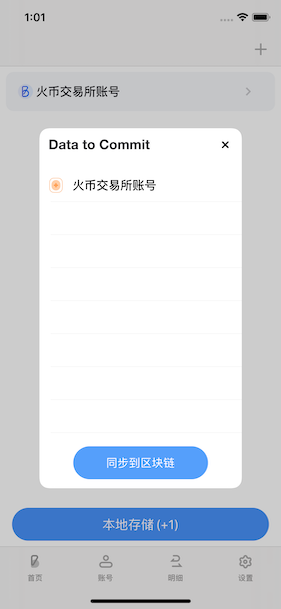 1:01
火币交易所账号
Data to Commit
火币交易所账号
同步到区块链
本地存储 (+1)
首页
账号
明细
设置